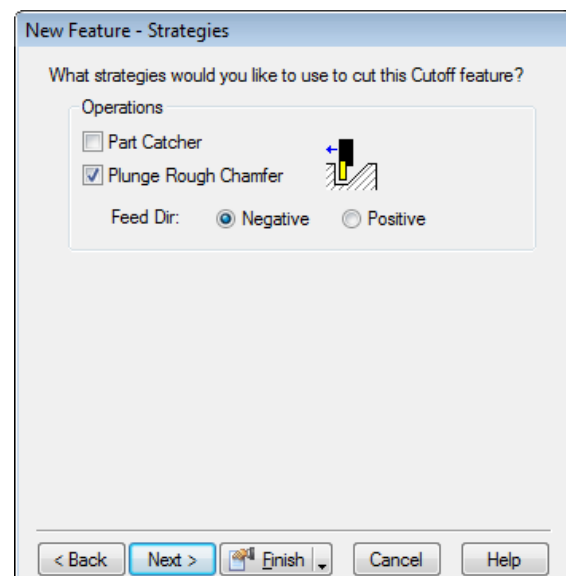 New Feature - Strategies
What strategies would you like to use to cut this Cutoff feature?
Operations
Part Catcher
Plunge Rough Chamfer
Feed Dir: Negative Positive
< Back Next > Finish Cancel Help